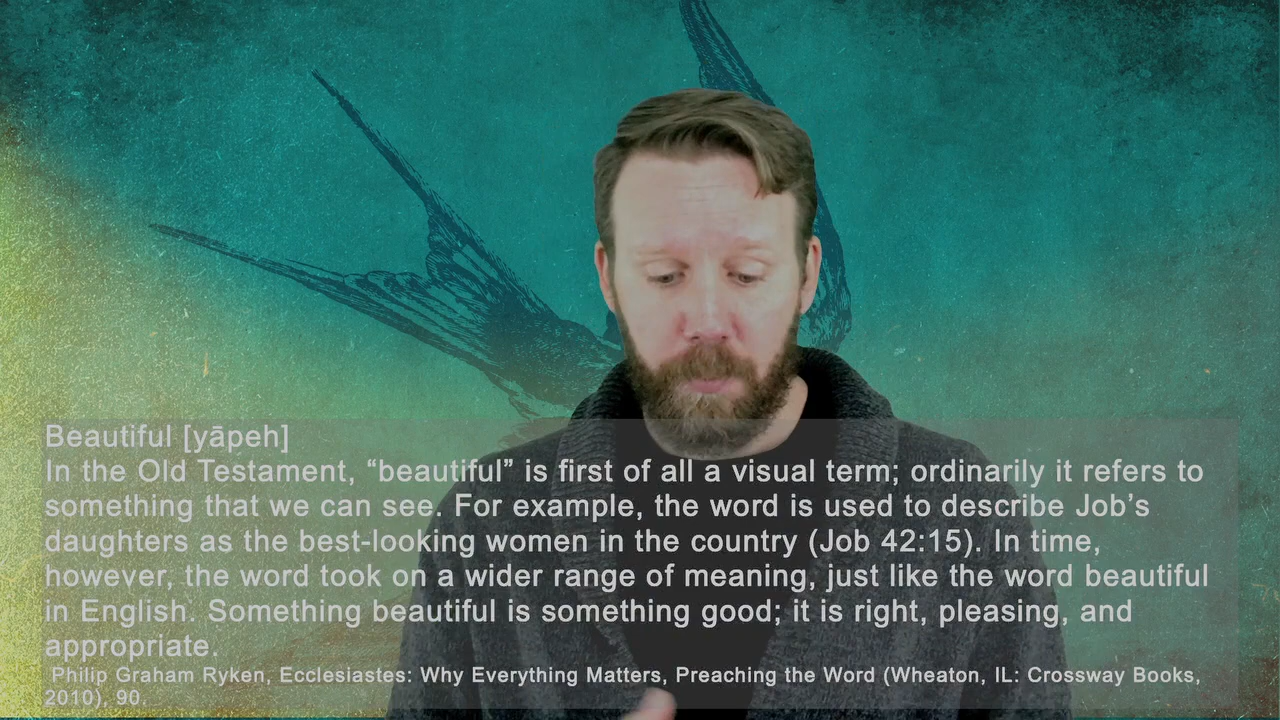 Beautiful [yāpeh]
In the Old Testament, “beautiful” is first of all a visual term; ordinarily it refers to
something that we can see. For example, the word is used to describe Job’s
daughters as the best-looking women in the country (Job 42:15). In time,
however, the word took on a wider range of meaning, just like the word beautiful
in English. Something beautiful is something good; it is right, pleasing, and
appropriate.
Philip Graham Ryken, Ecclesiastes: Why Everything Matters, Preaching the Word (Wheaton, IL: Crossway Books,
2010), 90.